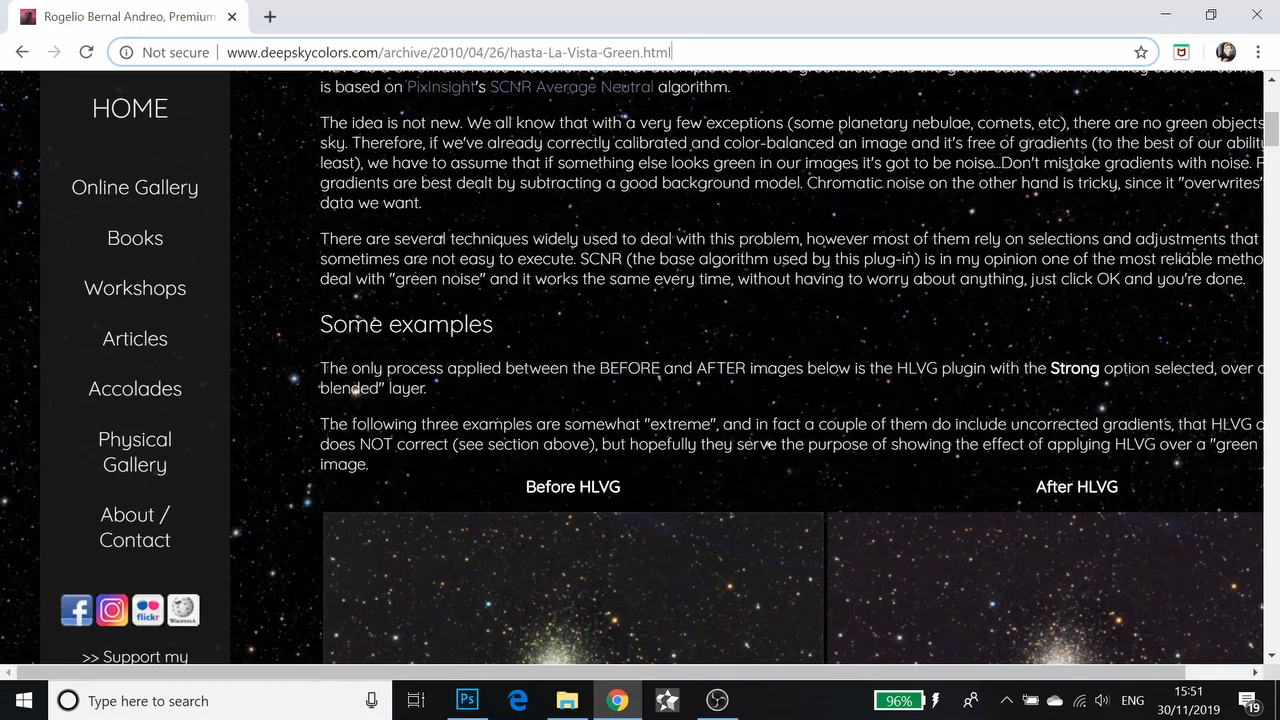 Rogelio Bernal Andreo, Premium
Not secure
www.deepskycolors.com/archive/2010/04/26/hasta-La-Vista-Green.html
HOME
Online Gallery
Books
Workshops
Articles
Accolades
Physical
Gallery
About /
Contact
>> Support my
is based on PixInsight's SCNR Average Neutral algorithm.
The idea is not new. We all know that with a very few exceptions (some planetary nebulae, comets, etc), there are no green objects
sky. Therefore, if we've already correctly calibrated and color-balanced an image and it's free of gradients (to the best of our ability
least), we have to assume that if something else looks green in our images it's got to be noise...Don't mistake gradients with noise.
gradients are best dealt by subtracting a good background model. Chromatic noise on the other hand is tricky, since it "overwrites"
data we want.
There are several techniques widely used to deal with this problem, however most of them rely on selections and adjustments that
sometimes are not easy to execute. SCNR (the base algorithm used by this plug-in) is in my opinion one of the most reliable
deal with "green noise" and it works the same every time, without having to worry about anything, just click OK and you're done.
Some examples
The only process applied between the BEFORE and AFTER images below is the HLVG plugin with the Strong option selected, over
blended" layer.
The following three examples are somewhat "extreme", and in fact a couple of them do include uncorrected gradients, that HLVG
does NOT correct (see section above), but hopefully they serve the purpose of showing the effect of applying HLVG over a "green
image.
Before HLVG
After HLVG
Type here to search
Ps
96%
ENG
15:51
30/11/2019
19